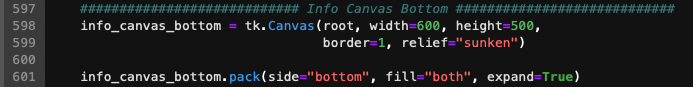 597 ############################ Info Canvas Bottom ############################
598 info_canvas_bottom = tk.Canvas(root, width=600, height=500,
599 border=1, relief="sunken")
600
601 info_canvas_bottom.pack(side="bottom", fill="both", expand=True)